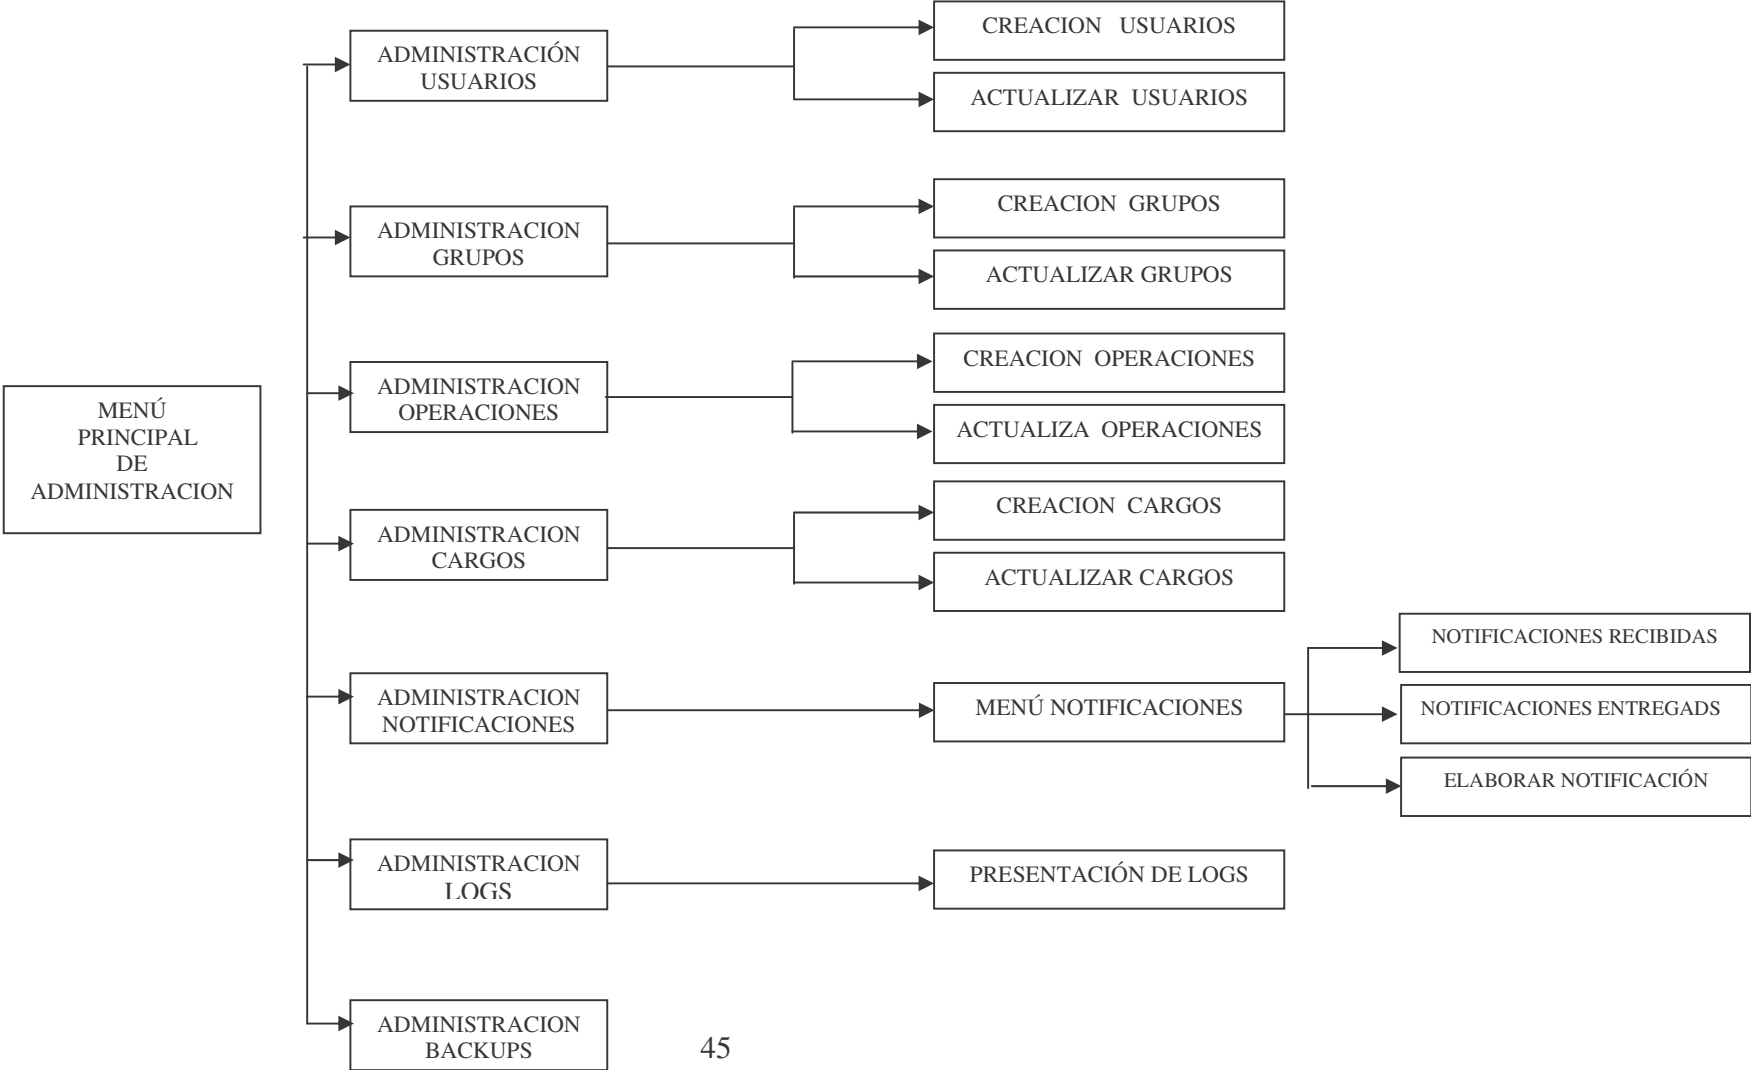 CREACION USUARIOS
ADMINISTRACIÓN
USUARIOS
ACTUALIZAR USUARIOS
CREACION GRUPOS
ADMINISTRACION
GRUPOS
ACTUALIZAR GRUPOS
CREACION OPERACIONES
ADMINISTRACION
OPERACIONES
ACTUALIZA OPERACIONES
MENÚ
PRINCIPAL
DE
ADMINISTRACION
CREACION CARGOS
ADMINISTRACION
CARGOS
ACTUALIZAR CARGOS
ADMINISTRACION
NOTIFICACIONES
MENÚ NOTIFICACIONES
NOTIFICACIONES RECIBIDAS
NOTIFICACIONES ENTREGADS
ELABORAR NOTIFICACIÓN
ADMINISTRACION
LOGS
PRESENTACIÓN DE LOGS
ADMINISTRACION
BACKUPS
45